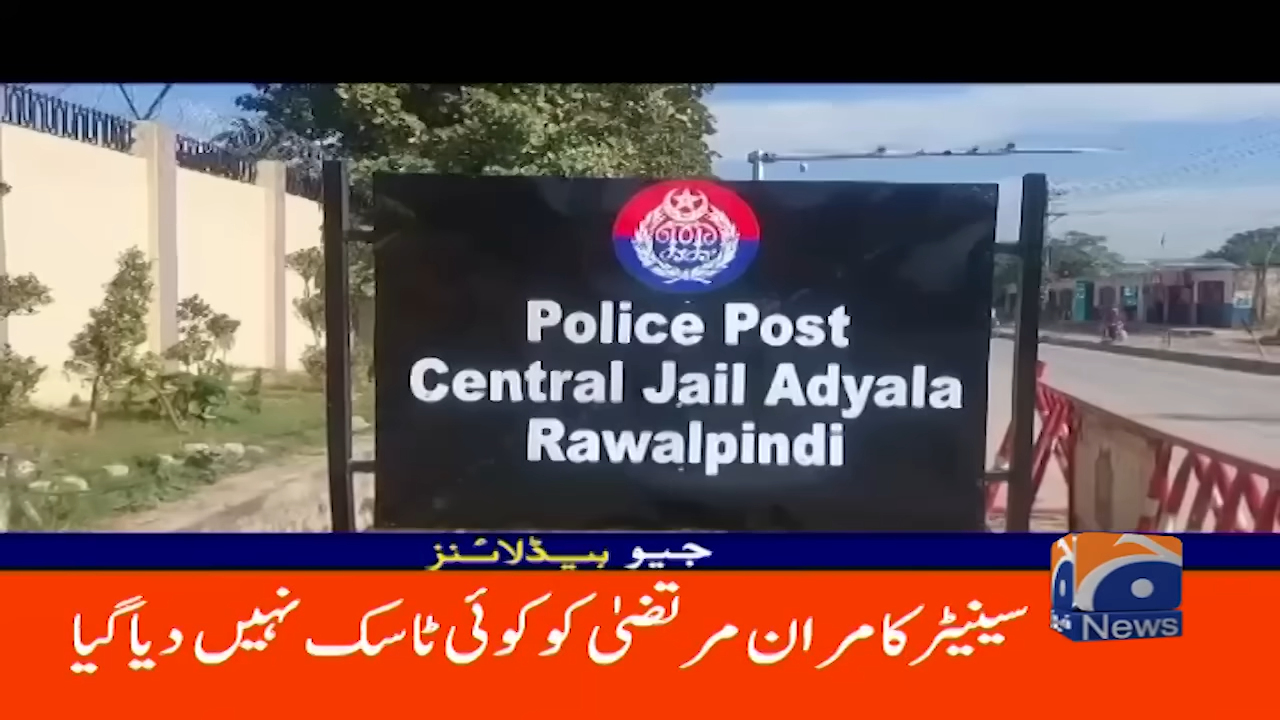 Police Post
Central Jail Adyala
Rawalpindi
جیو ہیڈلائنز
سینیٹر کامران مرتضیٰ کو کوئی ٹاسک نہیں دیا گیا
News